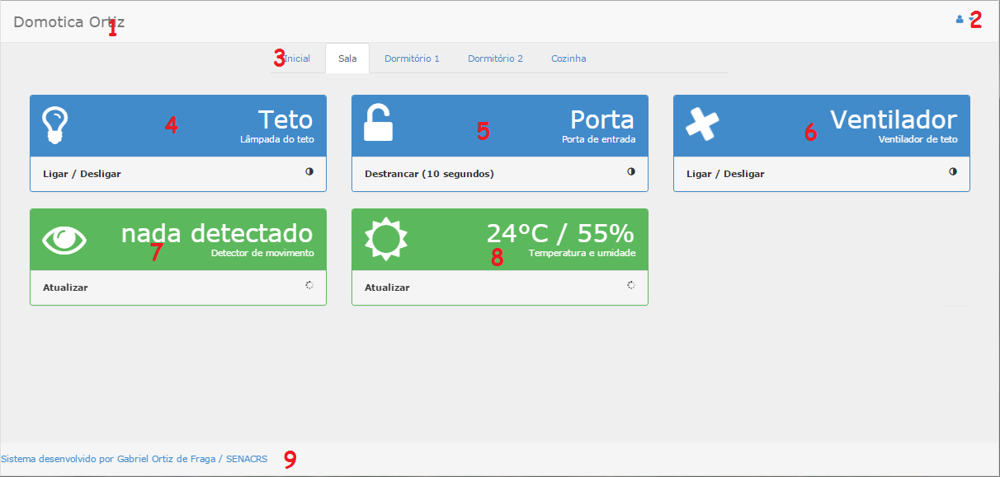 Domotica Ortiz
1
2
3 Inicial Sala Dormitório 1 Dormitório 2 Cozinha
4 Teto
Lâmpada do teto
Ligar / Desligar
5 Porta
Porta de entrada
Destrancar (10 segundos)
6 Ventilador
Ventilador de teto
Ligar / Desligar
nada detectado
7 Detector de movimento
Atualizar
24ºC / 55%
8 Temperatura e umidade
Atualizar
Sistema desenvolvido por Gabriel Ortiz de Fraga / SENACRS 9